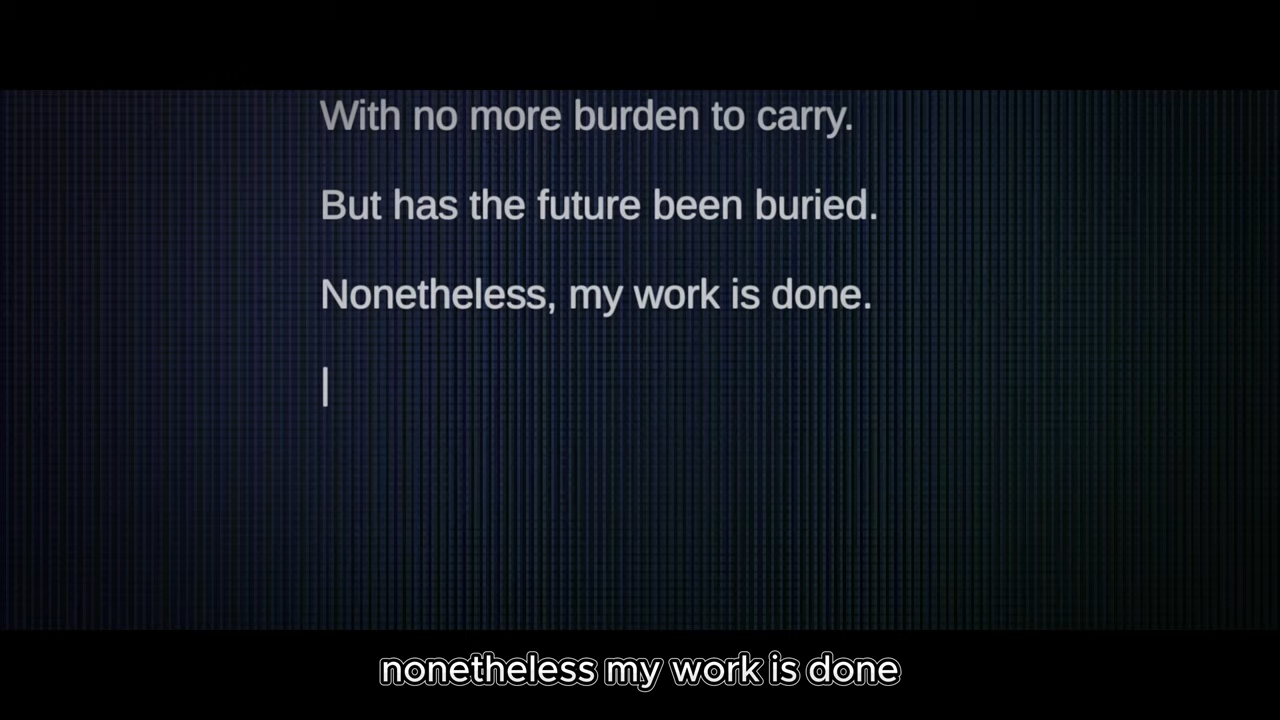 With no more burden to carry.
But has the future been buried.
Nonetheless, my work is done.
nonetheless my work is done